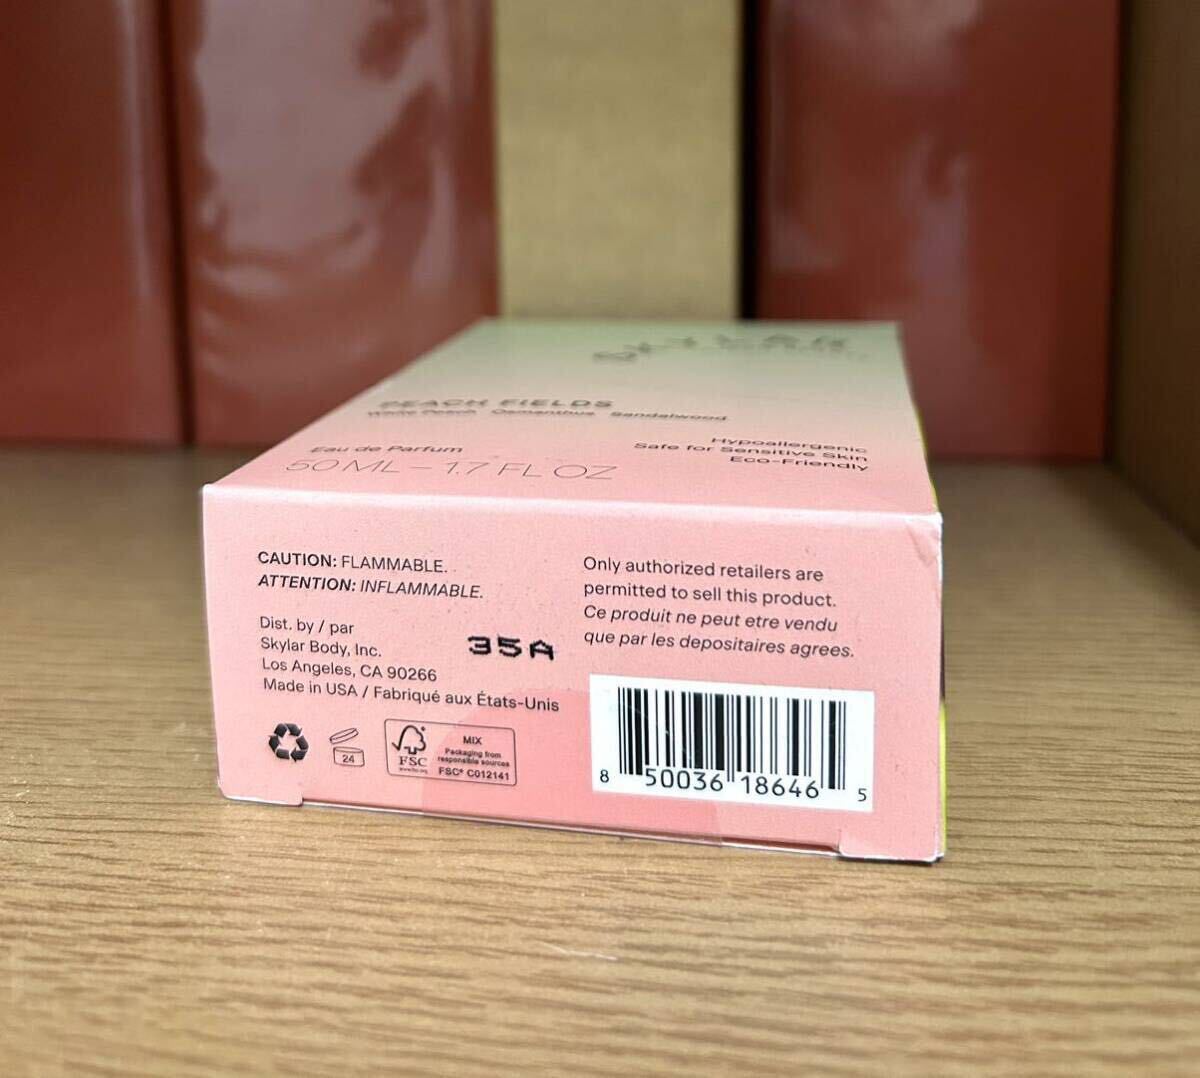 SKYLAR
PEACH FIELDS
White Peach Osmanthus Sandalwood
Eau de Parfum
50 ML – 1.7 FL OZ
Hypoallergenic
Safe for Sensitive Skin
Eco-Friendly
CAUTION: FLAMMABLE.
ATTENTION: INFLAMMABLE.
Dist. by / par
Skylar Body, Inc.
Los Angeles, CA 90266
Made in USA / Fabriqué aux États-Unis
35A
Only authorized retailers are
permitted to sell this product.
Ce produit ne peut etre vendu
que par les depositaires agrees.
24
FSC
www.fsc.org
MIX
Packaging from
responsible sources
FSC® C012141
8 50036 18646 5